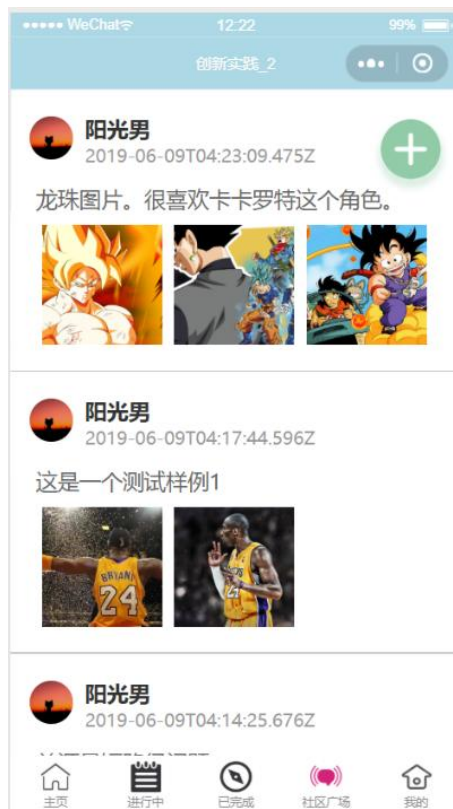 WeChat
12:22
99%
创新实践_2
阳光男
2019-06-09T04:23:09.475Z
龙珠图片。很喜欢卡卡罗特这个角色。
阳光男
2019-06-09T04:17:44.596Z
这是一个测试样例1
BRYANT
24
24
阳光男
2019-06-09T04:14:25.676Z
主页
进行中
已完成
社区广场
我的